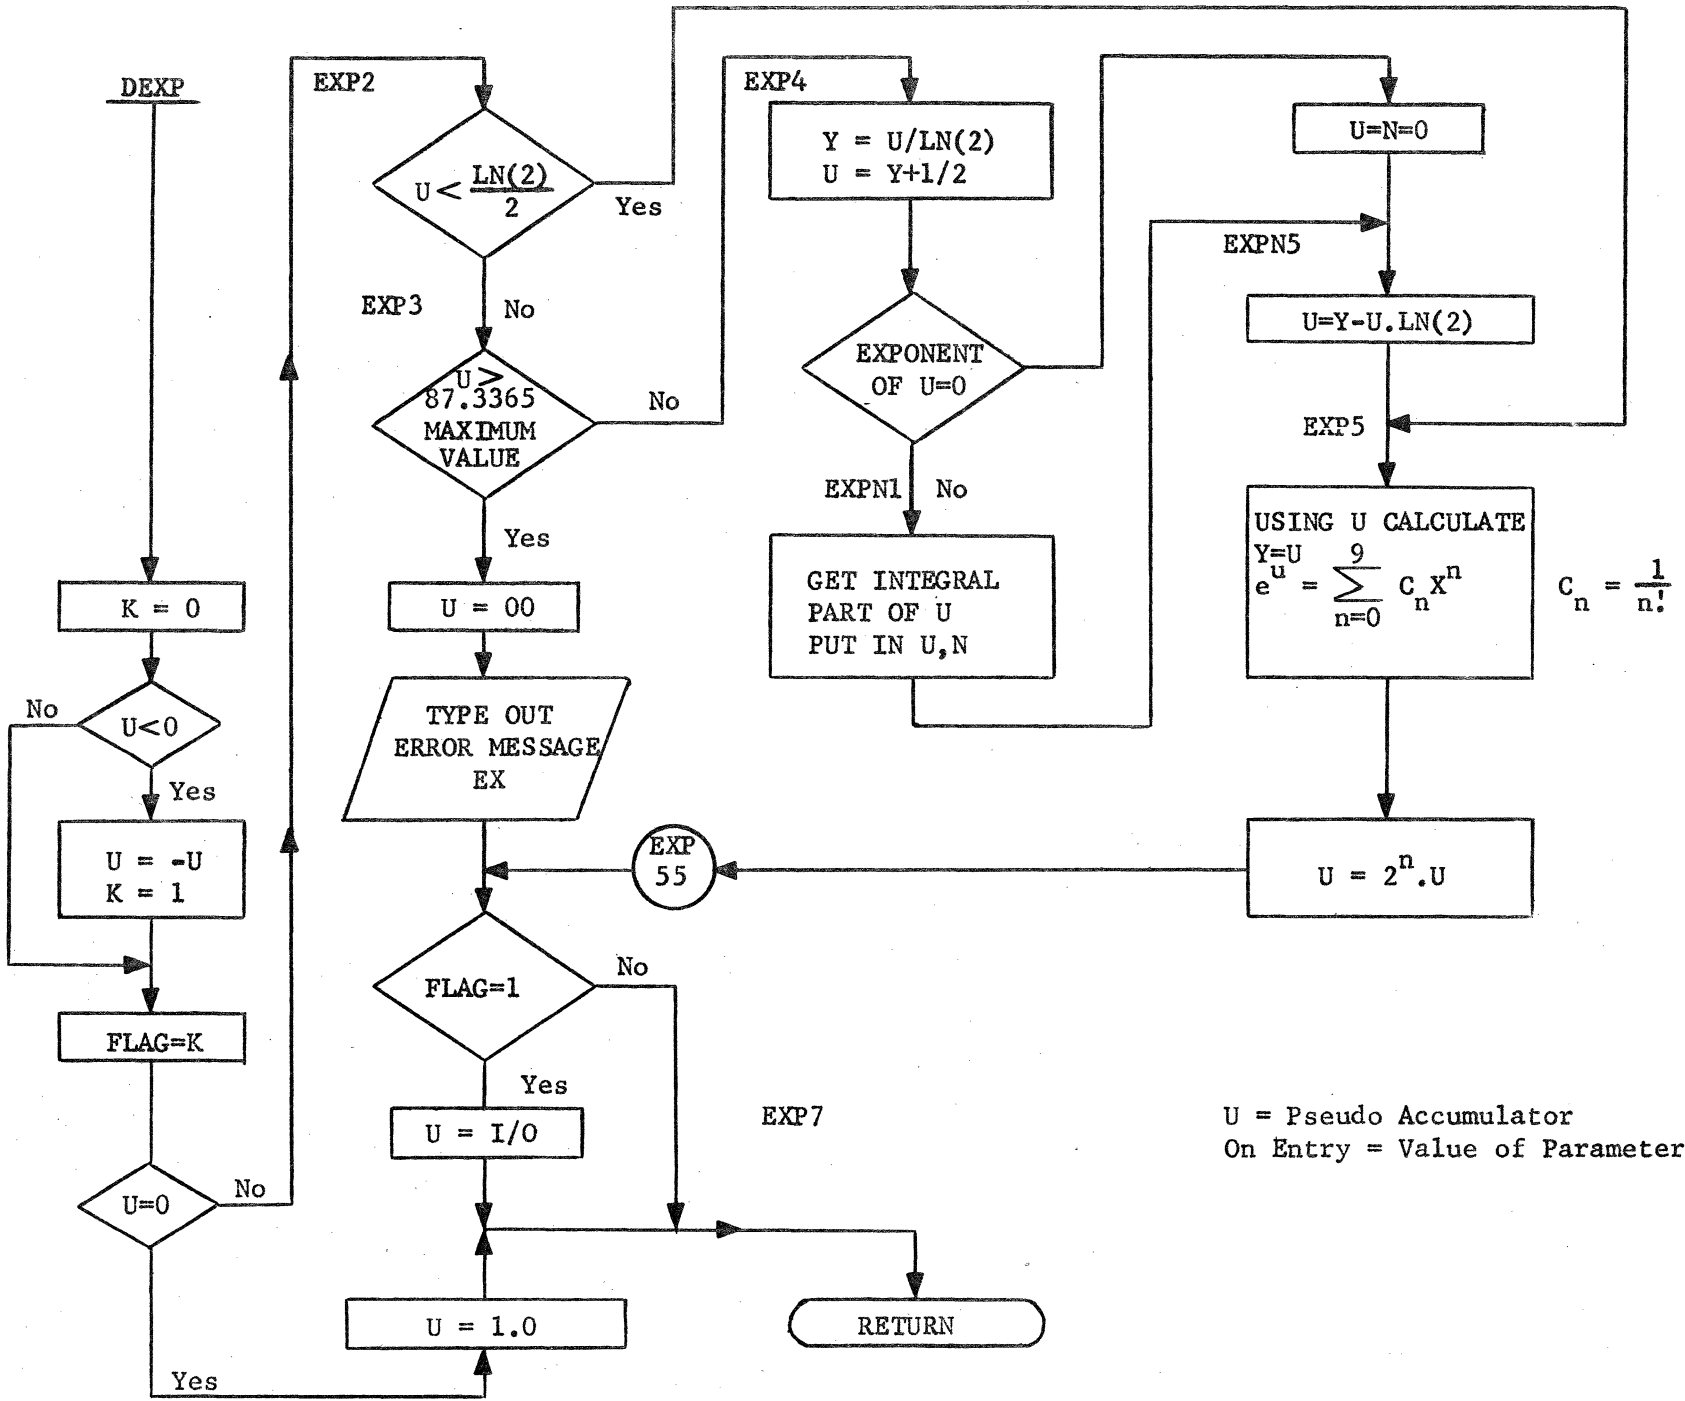 DEXP
K = 0
U<0
No
Yes
U = -U
K = 1
FLAG=K
U=0
No
Yes
EXP2
U < LN(2)
2
Yes
EXP3
No
U >
87.3365
MAXIMUM
VALUE
No
Yes
U = 00
TYPE OUT
ERROR MESSAGE
EX
EXP
55
FLAG=1
No
Yes
U = I/O
EXP7
U = 1.0
RETURN
EXP4
Y = U/LN(2)
U = Y+1/2
EXPONENT
OF U=0
EXPN1 No
GET INTEGRAL
PART OF U
PUT IN U,N
U=N=0
EXPN5
U=Y-U.LN(2)
EXP5
USING U CALCULATE
Y=U
e^u = 9 ∑ n=0 C_n X^n
C_n = 1/n!
U = 2^n.U
U = Pseudo Accumulator
On Entry = Value of Parameter